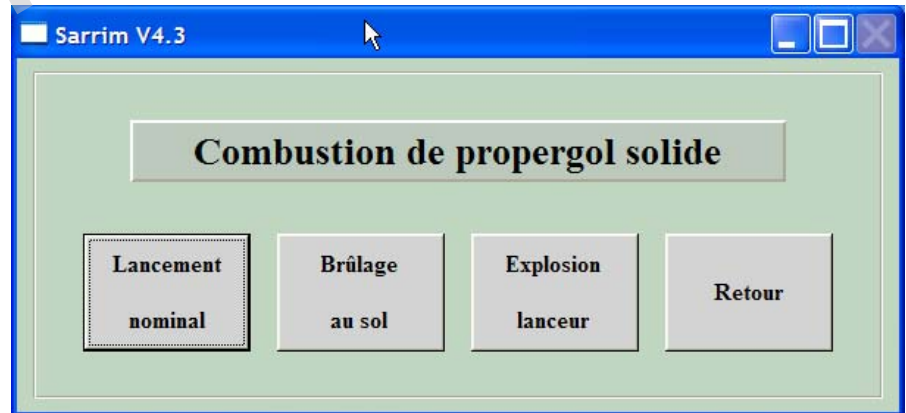 Sarrim V4.3
Combustion de propergol solide
Lancement
nominal
Brûlage
au sol
Explosion
lanceur
Retour